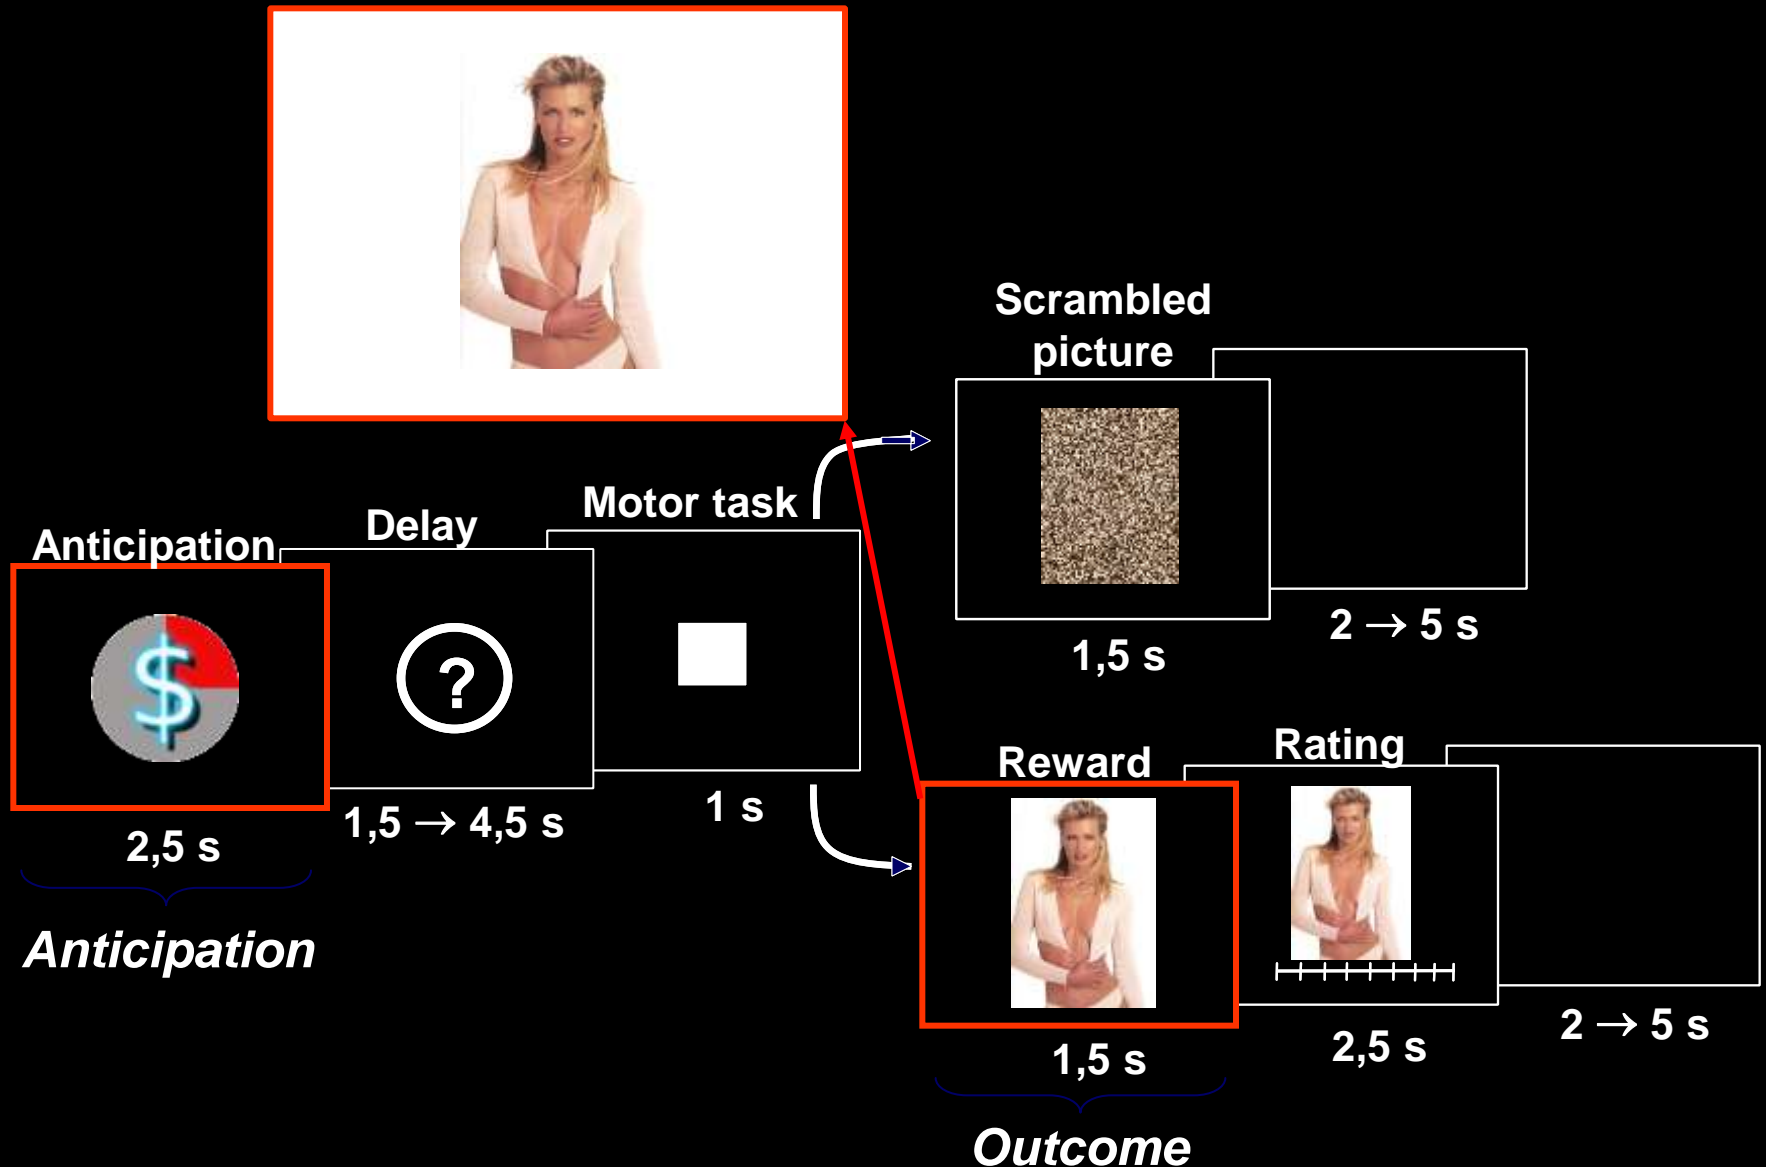 Scrambled
picture
2 → 5 s
1,5 s
Motor task
Delay
Anticipation
$
?
1 s
1,5 → 4,5 s
2,5 s
Anticipation
Reward
Rating
1,5 s
2,5 s
2 → 5 s
Outcome